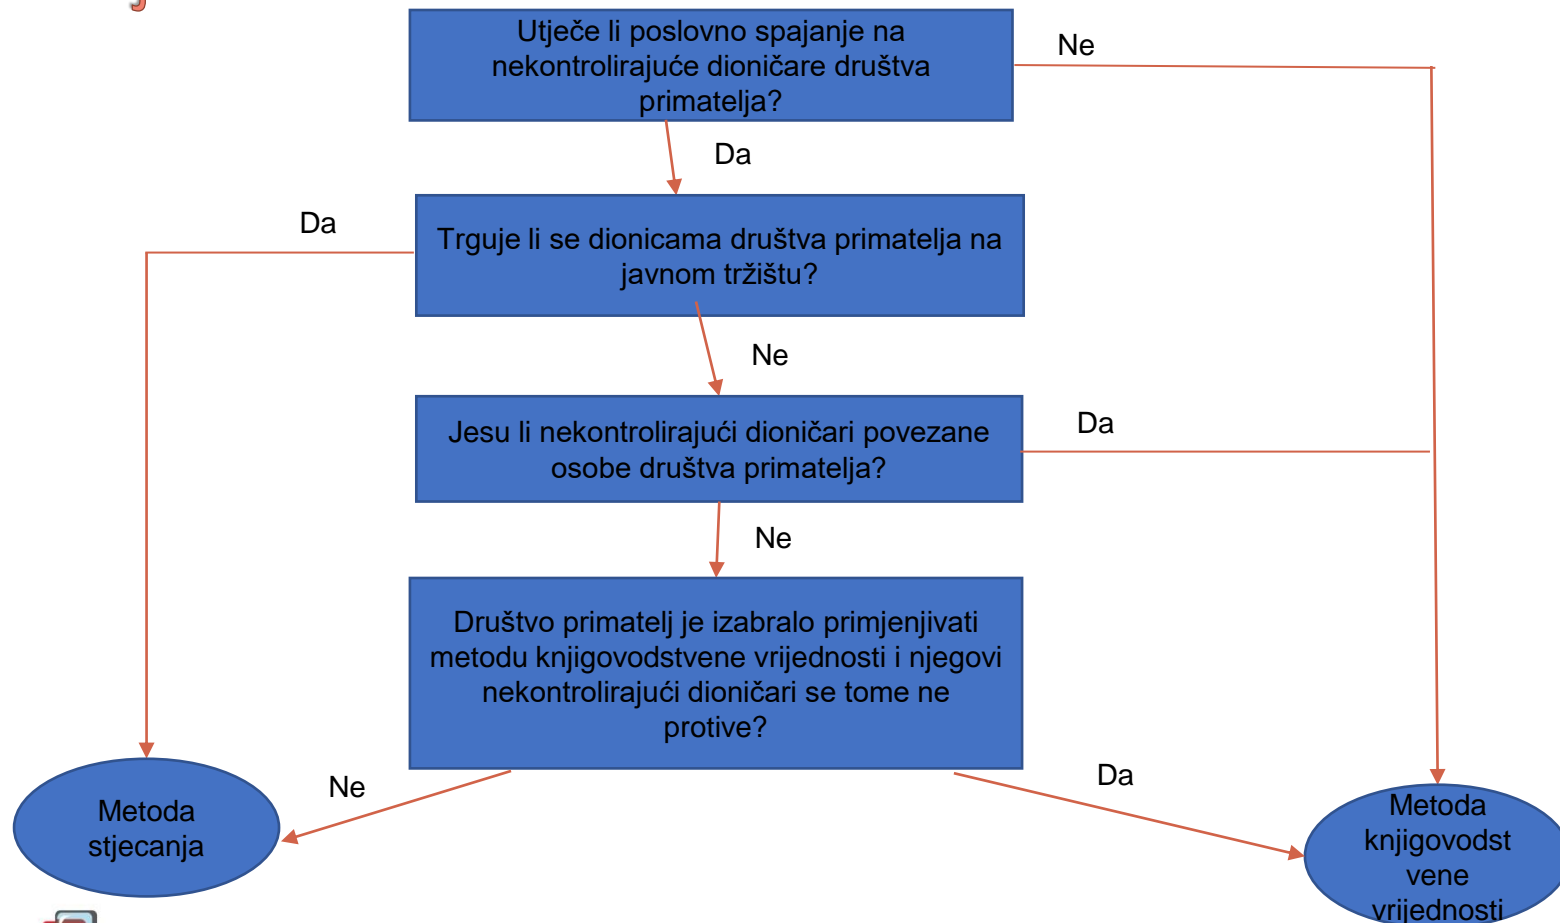 Utječe li poslovno spajanje na
nekontrolirajuće dioničare društva
primatelja?
Ne
Da
Da
Trguje li se dionicama društva primatelja na
javnom tržištu?
Ne
Jesu li nekontrolirajući dioničari povezane
osobe društva primatelja?
Da
Ne
Društvo primatelj je izabralo primjenjivati
metodu knjigovodstvene vrijednosti i njegovi
nekontrolirajući dioničari se tome ne
protive?
Ne
Da
Metoda
stjecanja
Metoda
knjigovodst
vene
vrijednosti